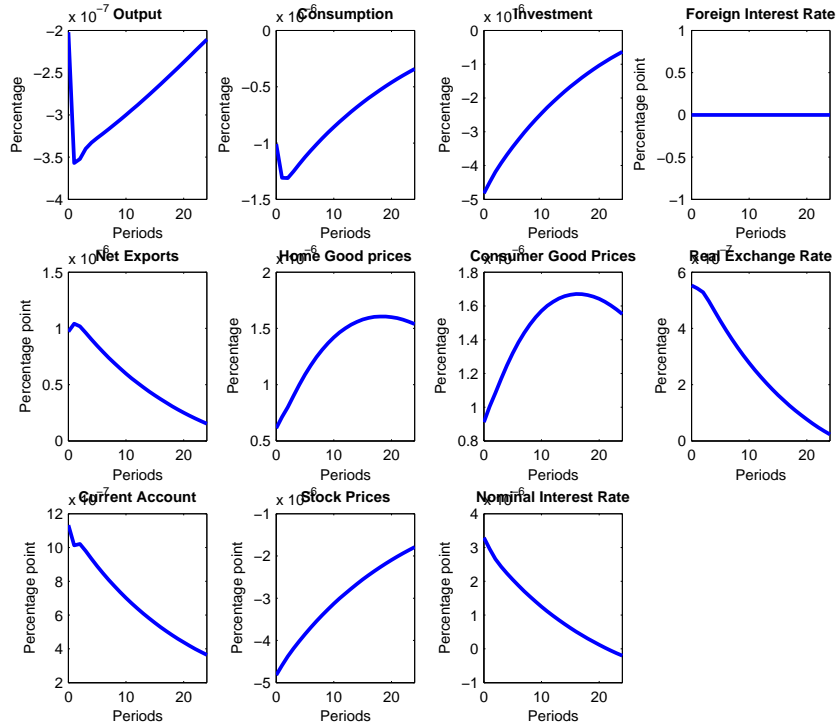 x 10⁻⁷ Output
−2
−2.5
−3
−3.5
−4
Percentage
0 10 20
Periods
x 10⁻⁶ Consumption
0
−0.5
−1
−1.5
Percentage
0 10 20
Periods
x 10⁻⁶ Investment
0
−1
−2
−3
−4
−5
Percentage
0 10 20
Periods
Foreign Interest Rate
1
0.5
0
−0.5
−1
Percentage point
0 10 20
Periods
x 10⁻⁶ Net Exports
1.5
1
0.5
0
Percentage point
0 10 20
Periods
x 10⁻⁶ Home Good prices
2
1.5
1
0.5
Percentage
0 10 20
Periods
x 10⁻⁶ Consumer Good Prices
1.8
1.6
1.4
1.2
1
0.8
Percentage
0 10 20
Periods
x 10⁻⁷ Real Exchange Rate
6
4
2
0
Percentage
0 10 20
Periods
x 10⁻⁷ Current Account
12
10
8
6
4
2
Percentage point
0 10 20
Periods
x 10⁻⁶ Stock Prices
−1
−2
−3
−4
−5
Percentage point
0 10 20
Periods
x 10⁻⁶ Nominal Interest Rate
4
3
2
1
0
−1
Percentage point
0 10 20
Periods